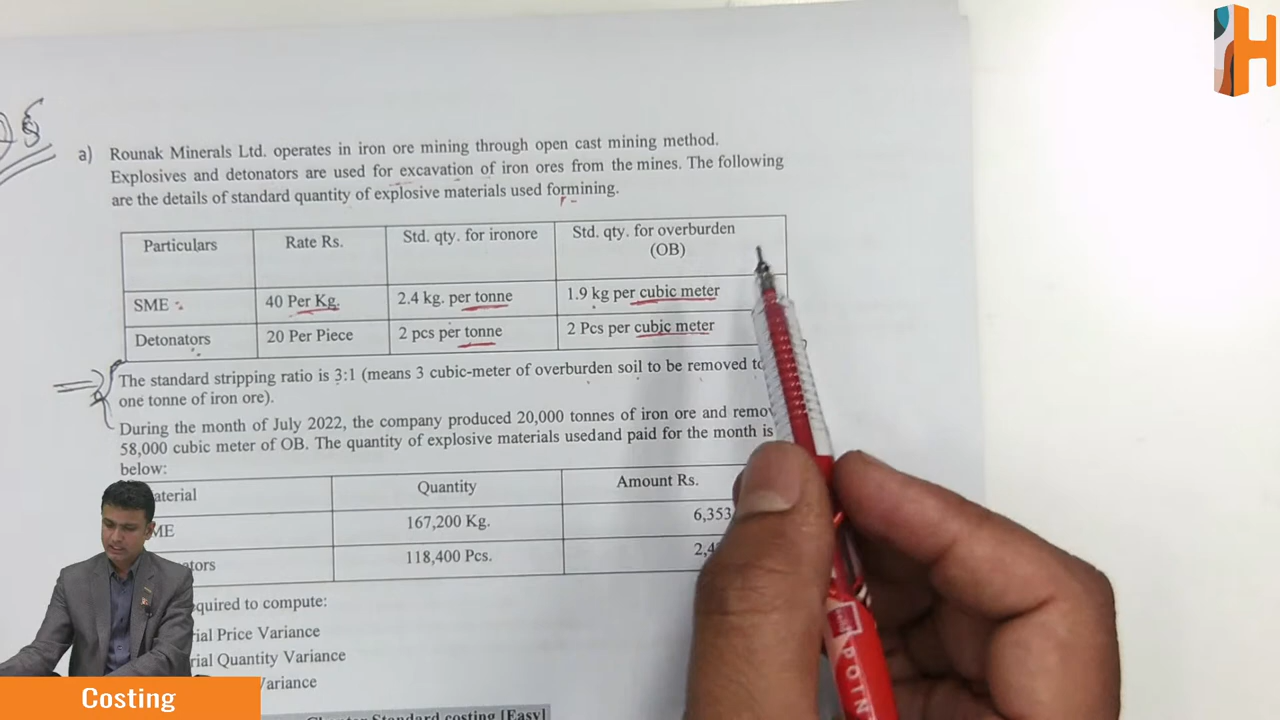 H
a) Rounak Minerals Ltd. operates in iron ore mining through open cast mining method.
Explosives and detonators are used for excavation of iron ores from the mines. The following
are the details of standard quantity of explosive materials used formining.
Particulars Rate Rs. Std. qty. for ironore Std. qty. for overburden
(OB)
SME 40 Per Kg. 2.4 kg. per tonne 1.9 kg per cubic meter
Detonators 20 Per Piece 2 pcs per tonne 2 Pcs per cubic meter
The standard stripping ratio is 3:1 (means 3 cubic-meter of overburden soil to be removed
one tonne of iron ore).
During the month of July 2022, the company produced 20,000 tonnes of iron ore and
58,000 cubic meter of OB. The quantity of explosive materials usedand paid for the month is
below:
Quantity Amount Rs.
167,200 Kg. 6,353
118,400 Pcs.
to compute:
Price Variance
Quantity Variance
Costing
Standard costing [Easy]